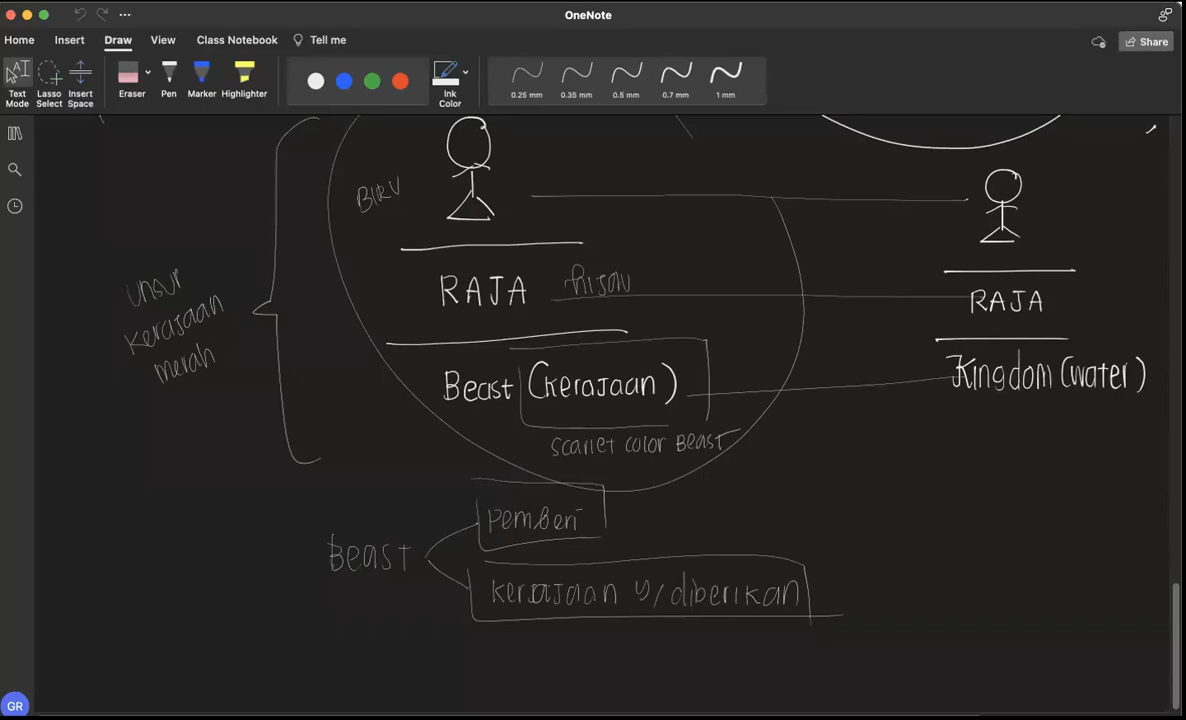 OneNote
Home Insert Draw View Class Notebook Tell me
Share
Text Mode
Lasso Select
Insert Space
Eraser
Pen
Marker
Highlighter
Ink Color
0.25 mm
0.35 mm
0.5 mm
0.7 mm
1 mm
RAJA
RAJA
unsur
kerajaan
merah
Beast (kerajaan)
Kingdom (water)
scarlet color BEAST
pemberi
BEAST
kerajaan y/diberikan
GR